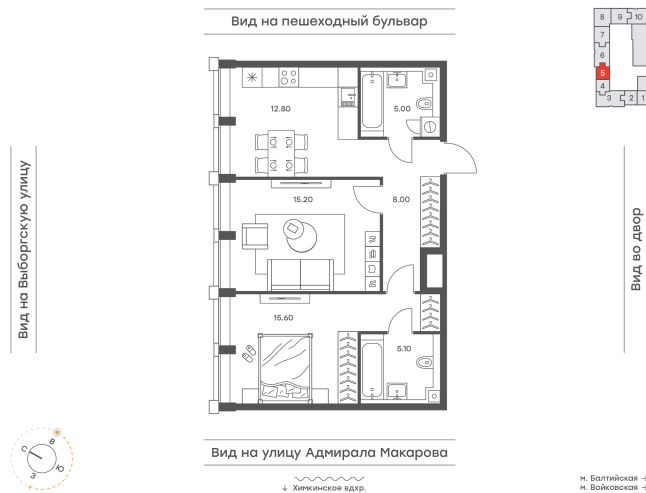 Вид на пешеходный бульвар
8 9 10
7
6
5
4
3 2 1
12.80
5.00
15.20
8.00
Вид на Выборгскую улицу
Вид во двор
15.60
5.10
Вид на улицу Адмирала Макарова
С В
З Ю
↓ Химкинское вдхр.
м. Балтийская
м. Войковская